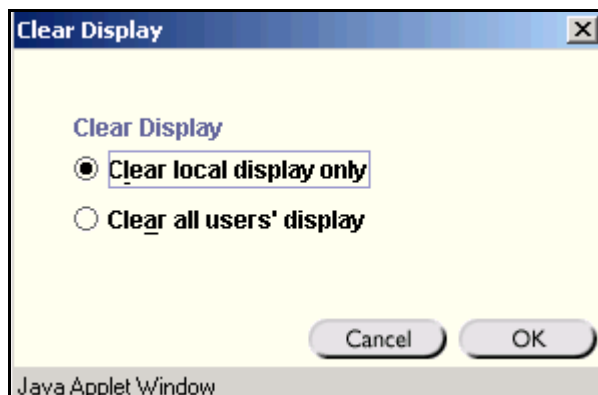 Clear Display
Clear Display
Clear local display only
Clear all users' display
Cancel OK
Java Applet Window